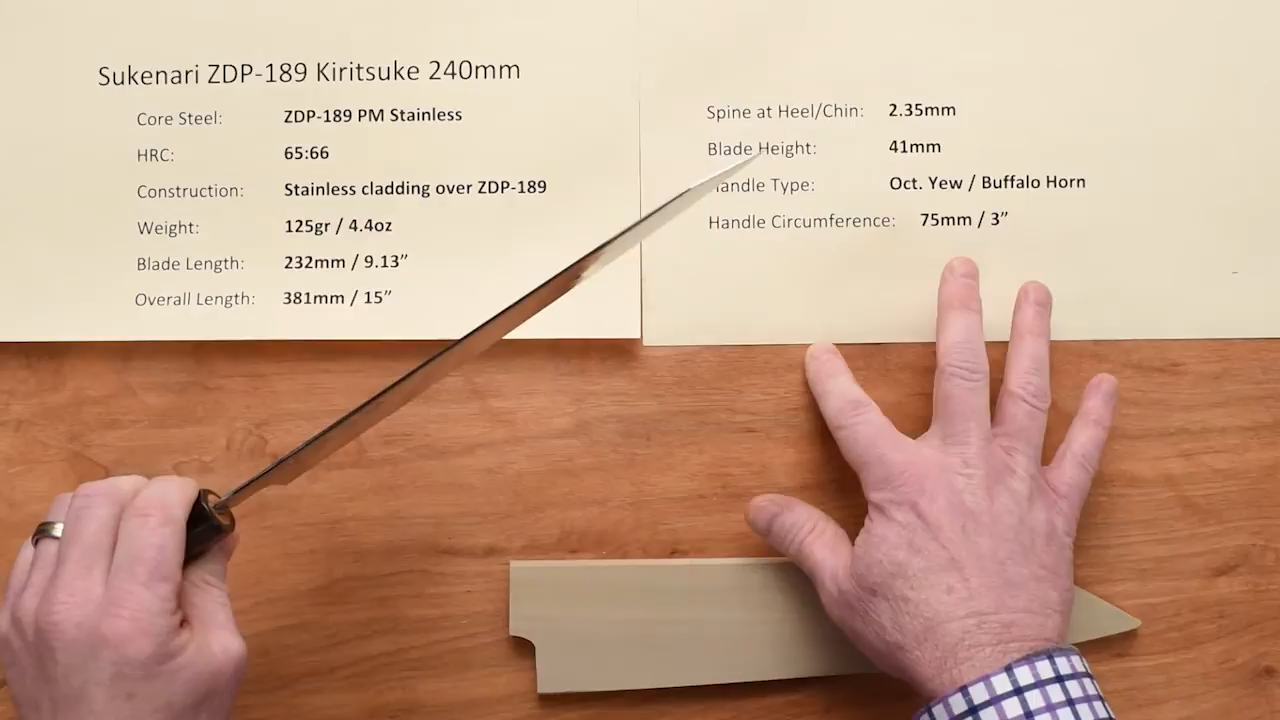 Sukenari ZDP-189 Kiritsuke 240mm
Core Steel: ZDP-189 PM Stainless
HRC: 65:66
Construction: Stainless cladding over ZDP-189
Weight: 125gr / 4.4oz
Blade Length: 232mm / 9.13”
Overall Length: 381mm / 15”
Spine at Heel/Chin: 2.35mm
Blade Height: 41mm
Handle Type: Oct. Yew / Buffalo Horn
Handle Circumference: 75mm / 3”